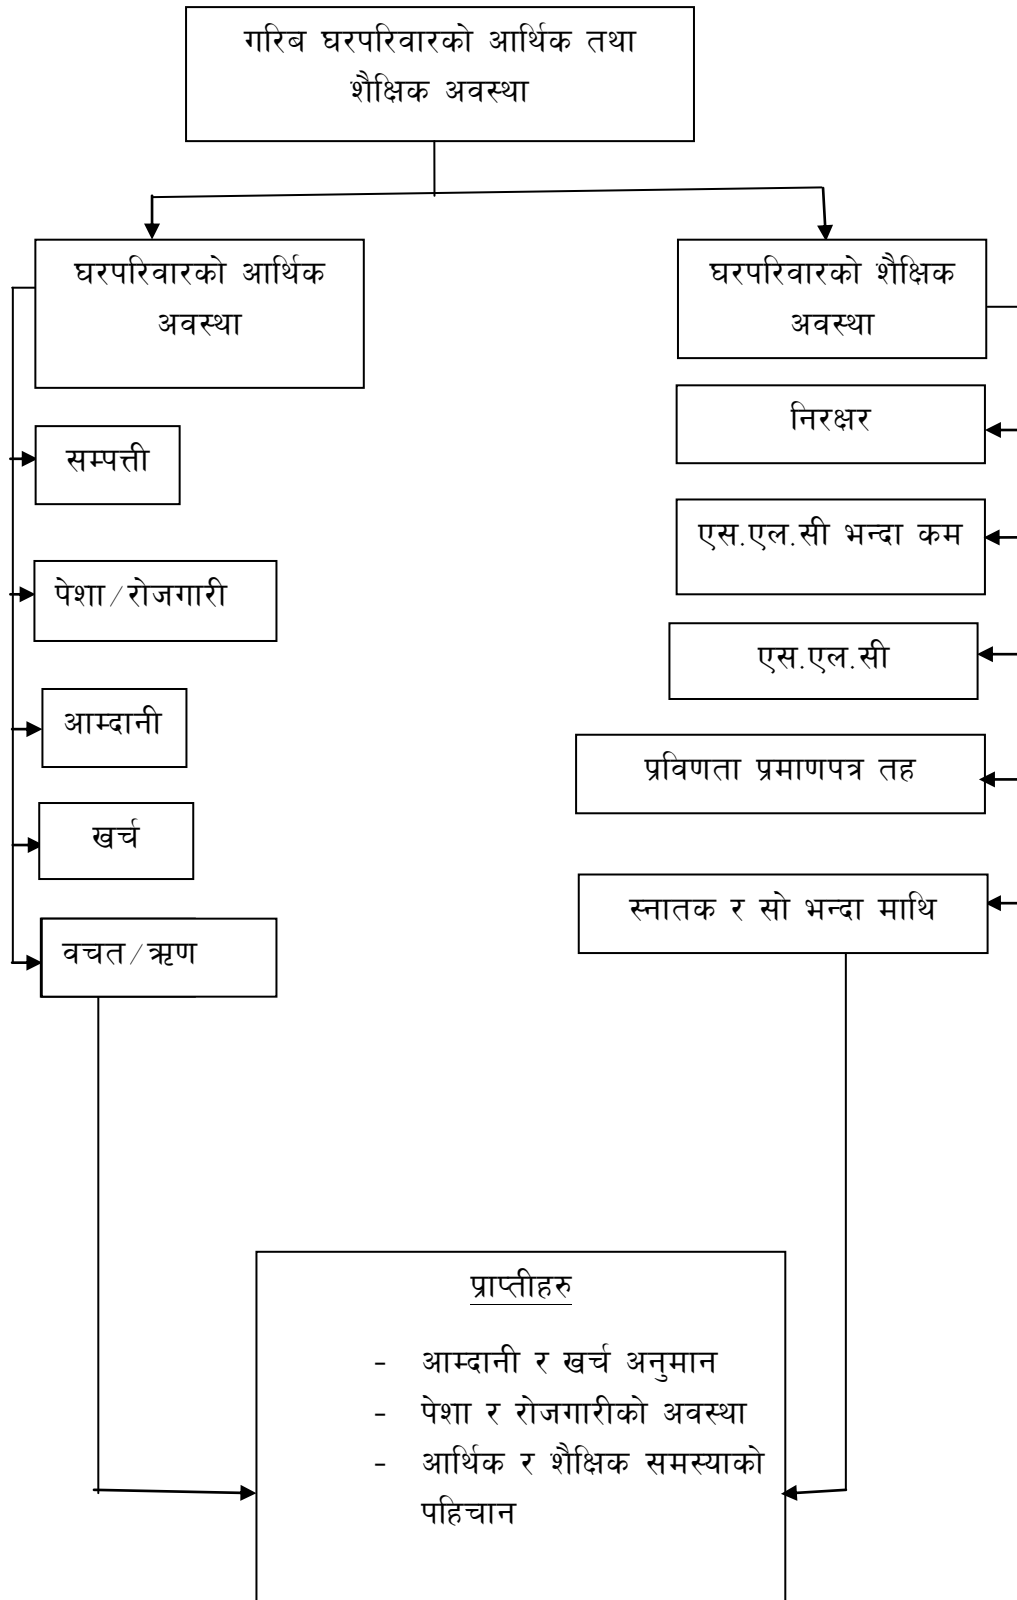 गरिब घरपरिवारको आर्थिक तथा
शैक्षिक अवस्था
घरपरिवारको आर्थिक
अवस्था
घरपरिवारको शैक्षिक
अवस्था
सम्पत्ती
पेशा/रोजगारी
आम्दानी
खर्च
वचत/ऋण
निरक्षर
एस.एल.सी भन्दा कम
एस.एल.सी
प्रविणता प्रमाणपत्र तह
स्नातक र सो भन्दा माथि
प्राप्तीहरु
- आम्दानी र खर्च अनुमान
- पेशा र रोजगारीको अवस्था
- आर्थिक र शैक्षिक समस्याको
पहिचान